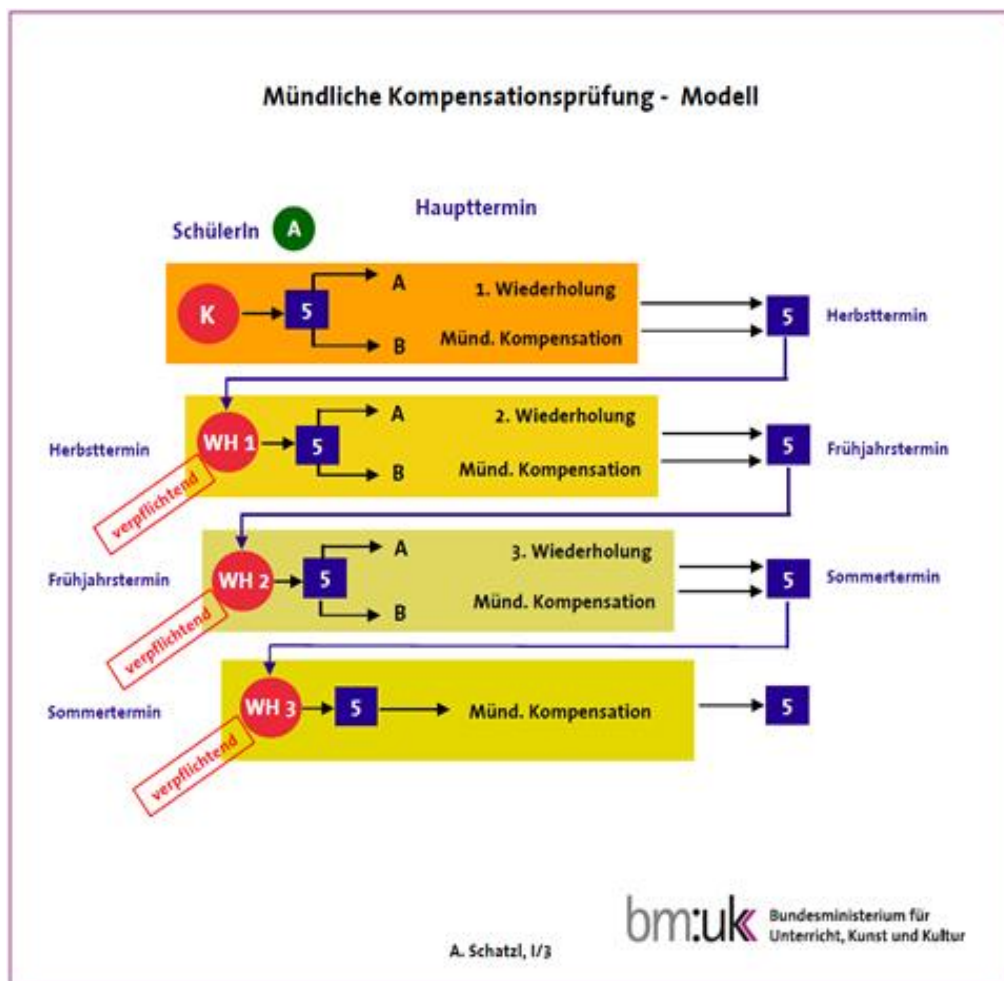 Mündliche Kompensationsprüfung - Modell
Haupttermin
SchülerIn A
K
5
A
1. Wiederholung
B
Münd. Kompensation
5
Herbsttermin
Herbsttermin
WH 1
verpflichtend
5
A
2. Wiederholung
B
Münd. Kompensation
5
Frühjahrstermin
Frühjahrstermin
WH 2
verpflichtend
5
A
3. Wiederholung
B
Münd. Kompensation
5
Sommertermin
Sommertermin
WH 3
verpflichtend
5
Münd. Kompensation
5
A. Schatzl, I/3
bm:uk
Bundesministerium für
Unterricht, Kunst und Kultur